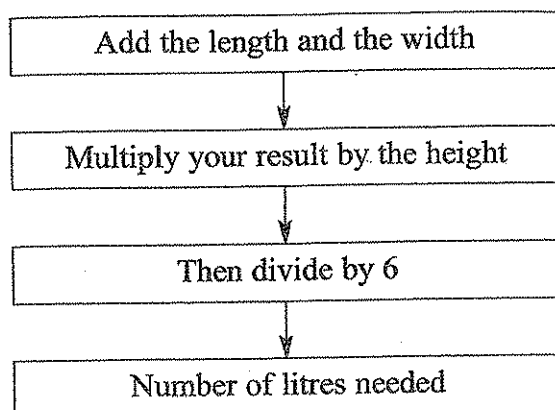 Add the length and the width
Multiply your result by the height
Then divide by 6
Number of litres needed